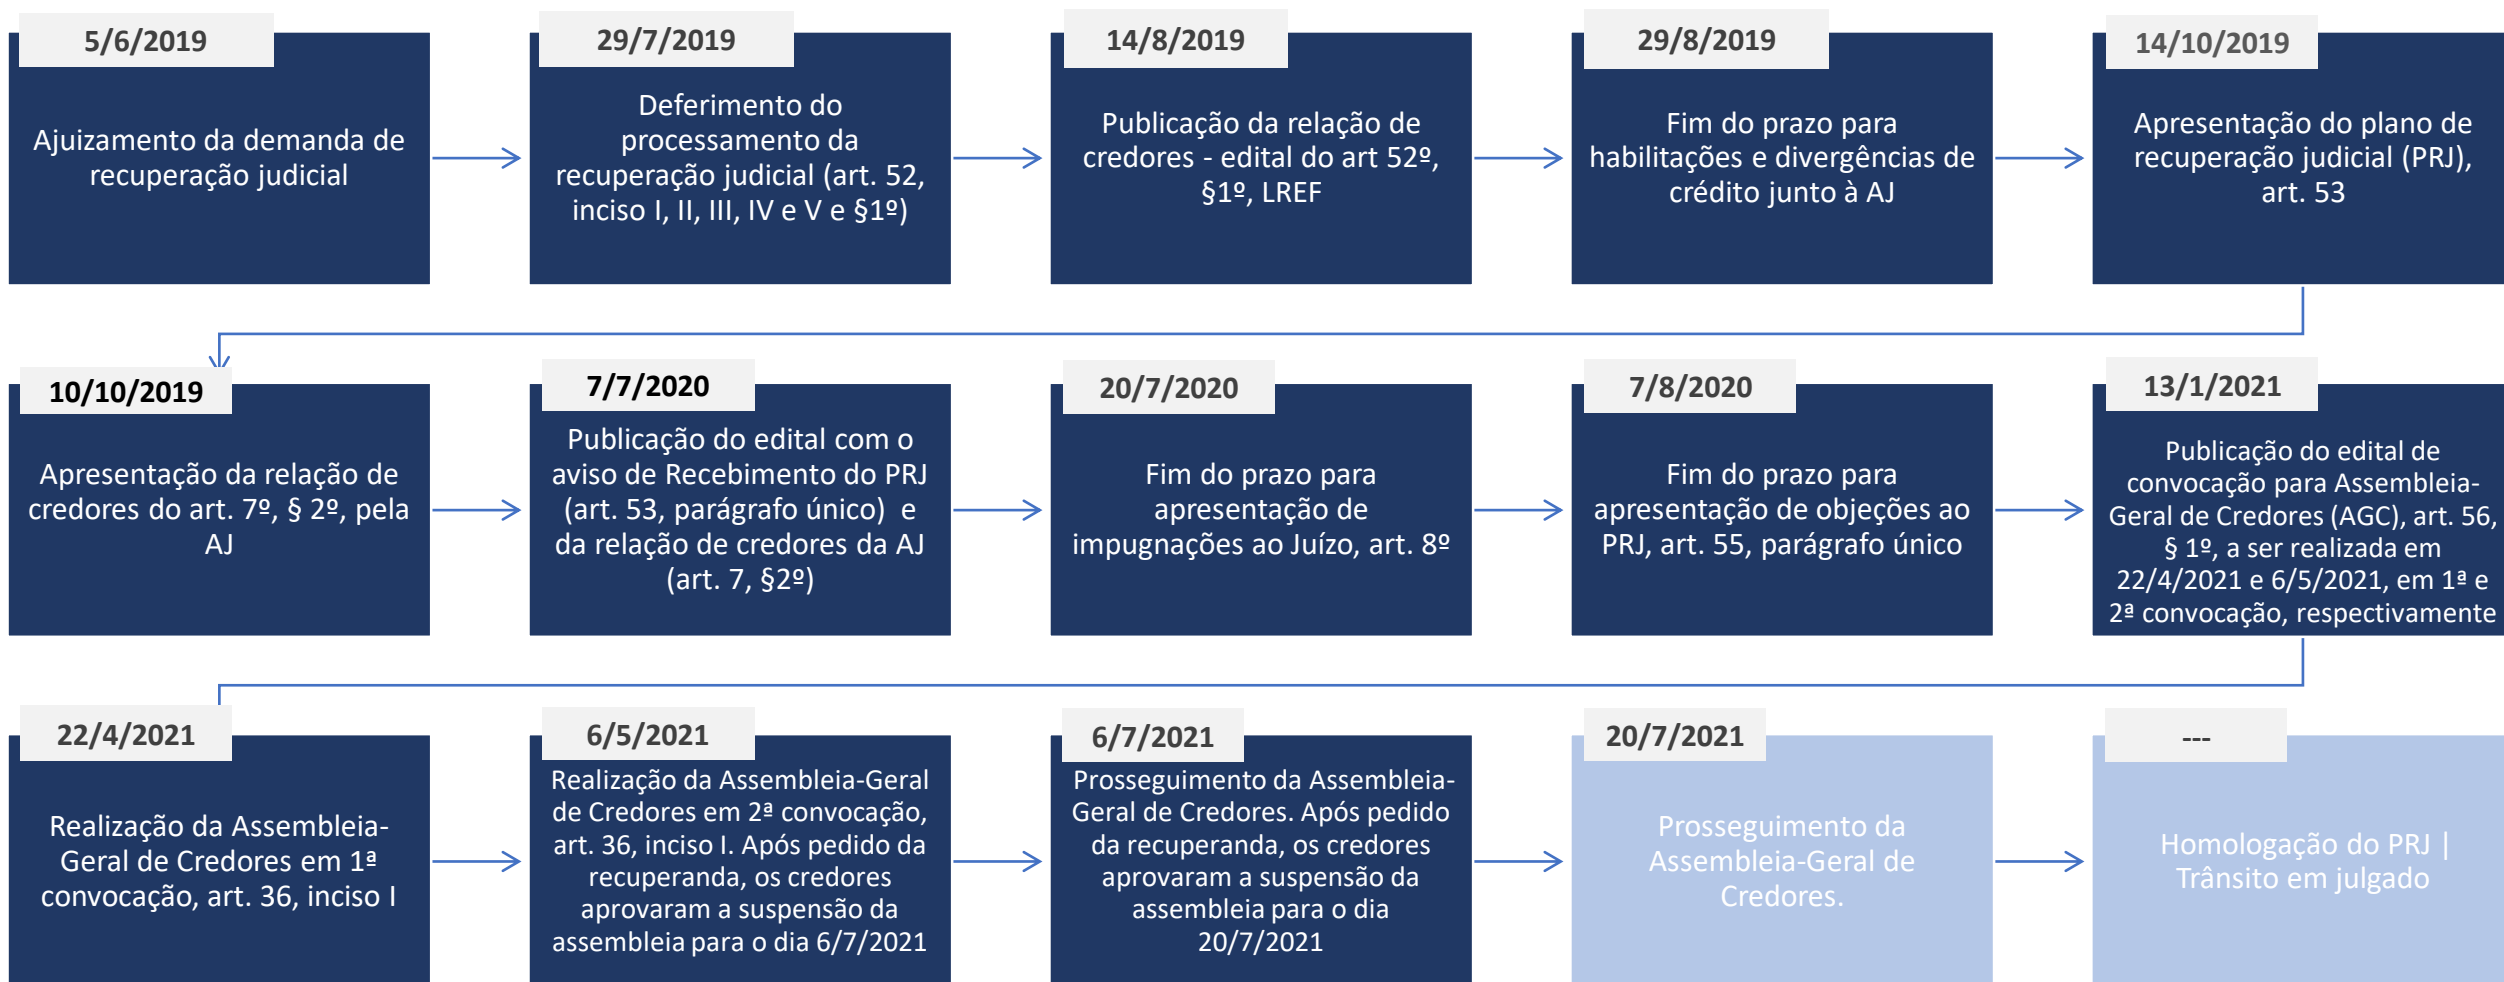 5/6/2019
Ajuizamento da demanda de
recuperação judicial
29/7/2019
Deferimento do
processamento da
recuperação judicial (art. 52,
inciso I, II, III, IV e V e §1º)
14/8/2019
Publicação da relação de
credores - edital do art 52º,
§1º, LREF
29/8/2019
Fim do prazo para
habilitações e divergências de
crédito junto à AJ
14/10/2019
Apresentação do plano de
recuperação judicial (PRJ),
art. 53
10/10/2019
Apresentação da relação de
credores do art. 7º, § 2º, pela
AJ
7/7/2020
Publicação do edital com o
aviso de Recebimento do PRJ
(art. 53, parágrafo único) e
da relação de credores da AJ
(art. 7, §2º)
20/7/2020
Fim do prazo para
apresentação de
impugnações ao Juízo, art. 8º
7/8/2020
Fim do prazo para
apresentação de objeções ao
PRJ, art. 55, parágrafo único
13/1/2021
Publicação do edital de
convocação para Assembleia-
Geral de Credores (AGC), art. 56,
§ 1º, a ser realizada em
22/4/2021 e 6/5/2021, em 1ª e
2ª convocação, respectivamente
22/4/2021
Realização da Assembleia-
Geral de Credores em 1ª
convocação, art. 36, inciso I
6/5/2021
Realização da Assembleia-Geral
de Credores em 2ª convocação,
art. 36, inciso I. Após pedido da
recuperanda, os credores
aprovaram a suspensão da
assembleia para o dia 6/7/2021
6/7/2021
Prosseguimento da Assembleia-
Geral de Credores. Após pedido
da recuperanda, os credores
aprovaram a suspensão da
assembleia para o dia
20/7/2021
20/7/2021
Prosseguimento da
Assembleia-Geral de
Credores.
---
Homologação do PRJ |
Trânsito em julgado